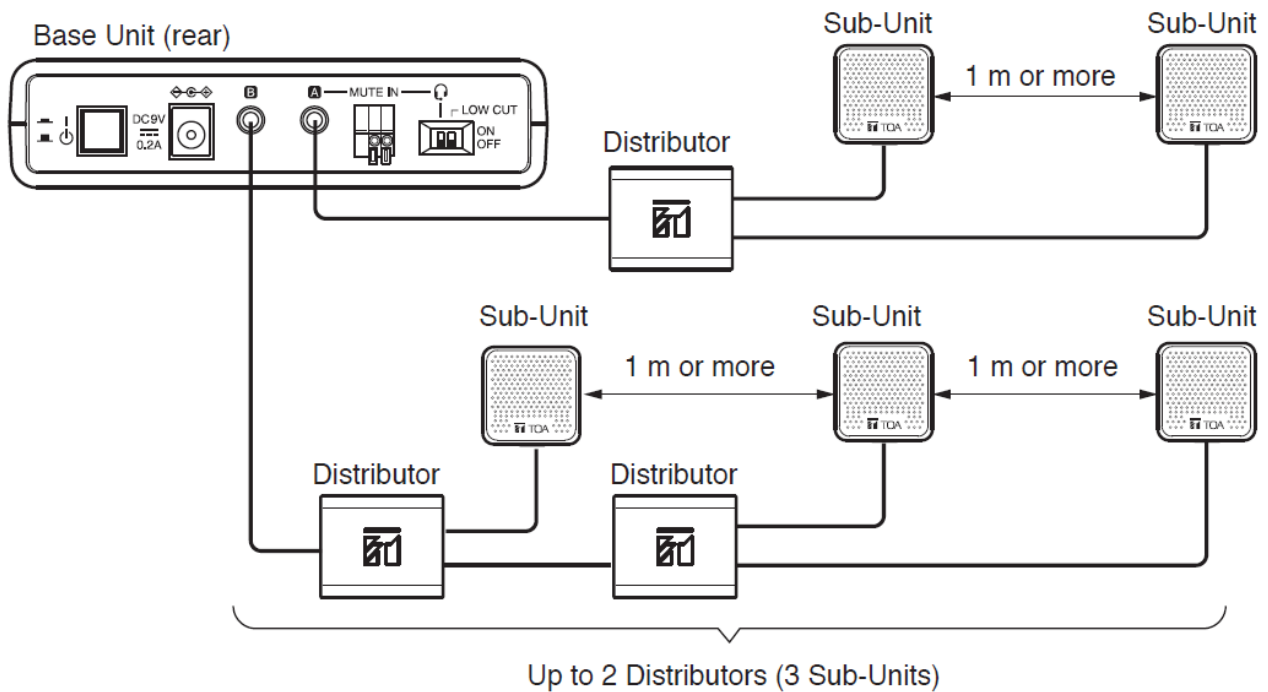 Base Unit (rear)
Sub-Unit
Sub-Unit
1 m or more
TOA
TOA
B
A
MUTE IN
LOW CUT
DC9V
0.2A
ON
OFF
Distributor
Sub-Unit
Sub-Unit
Sub-Unit
1 m or more
1 m or more
TOA
TOA
TOA
Distributor
Distributor
Up to 2 Distributors (3 Sub-Units)